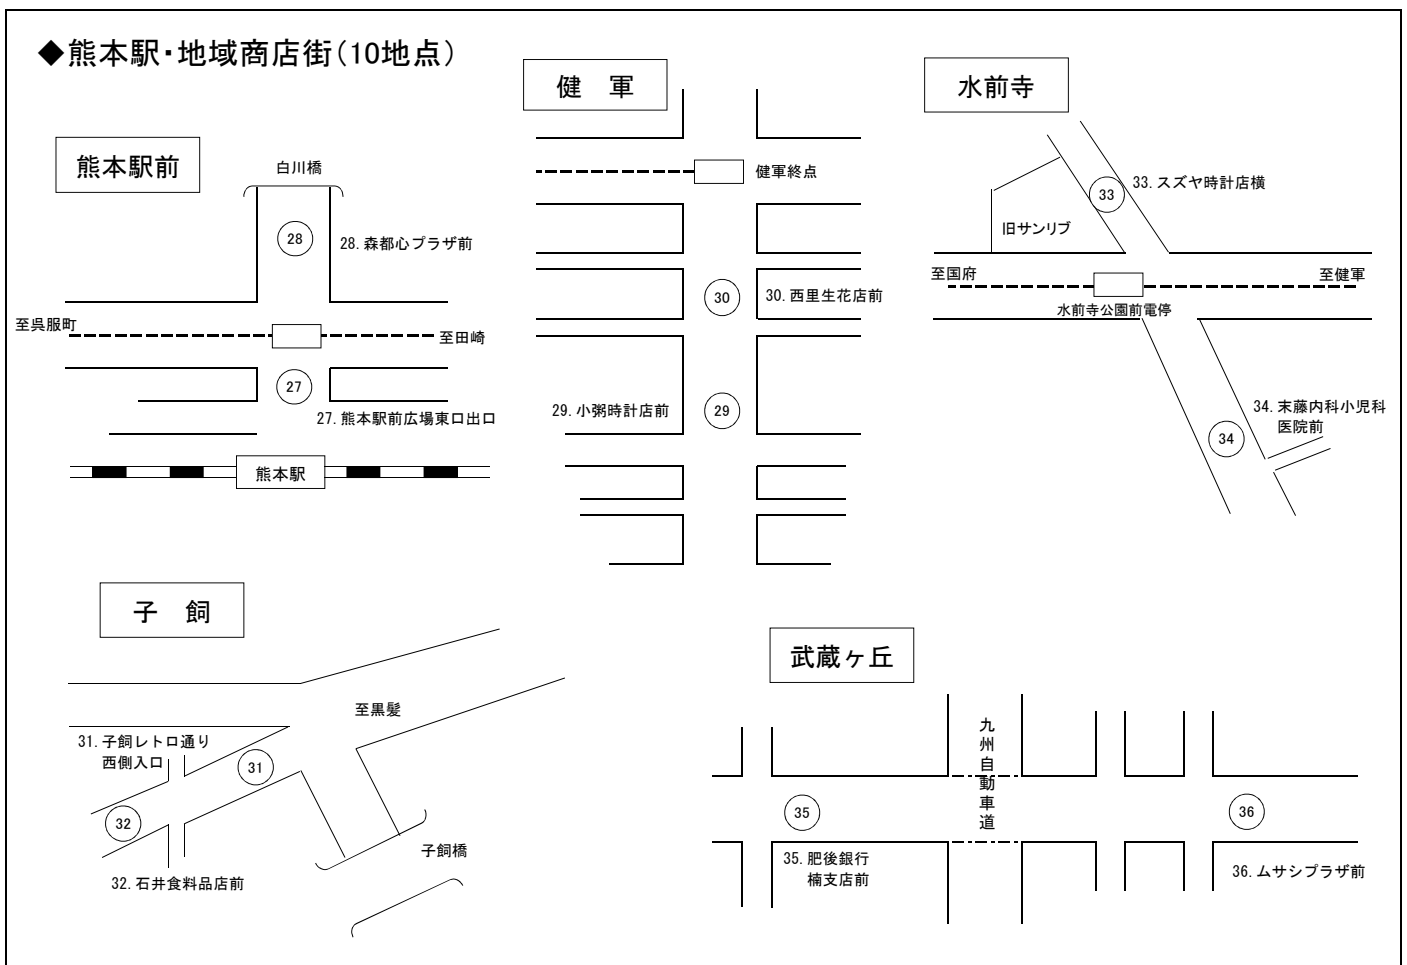 ◆熊本駅・地域商店街(10地点)
熊本駅前
白川橋
28
28. 森都心プラザ前
至呉服町
至田崎
27
27. 熊本駅前広場東口出口
熊本駅
健　軍
健軍終点
30
30. 西里生花店前
29. 小粥時計店前
29
水前寺
33
33. スズヤ時計店横
旧サンリブ
至国府
至健軍
水前寺公園前電停
34. 末藤内科小児科
医院前
34
子　飼
至黒髪
31. 子飼レトロ通り
西側入口
31
32
子飼橋
32. 石井食料品店前
武蔵ヶ丘
九州自動車道
35
36
35. 肥後銀行
楠支店前
36. ムサシプラザ前